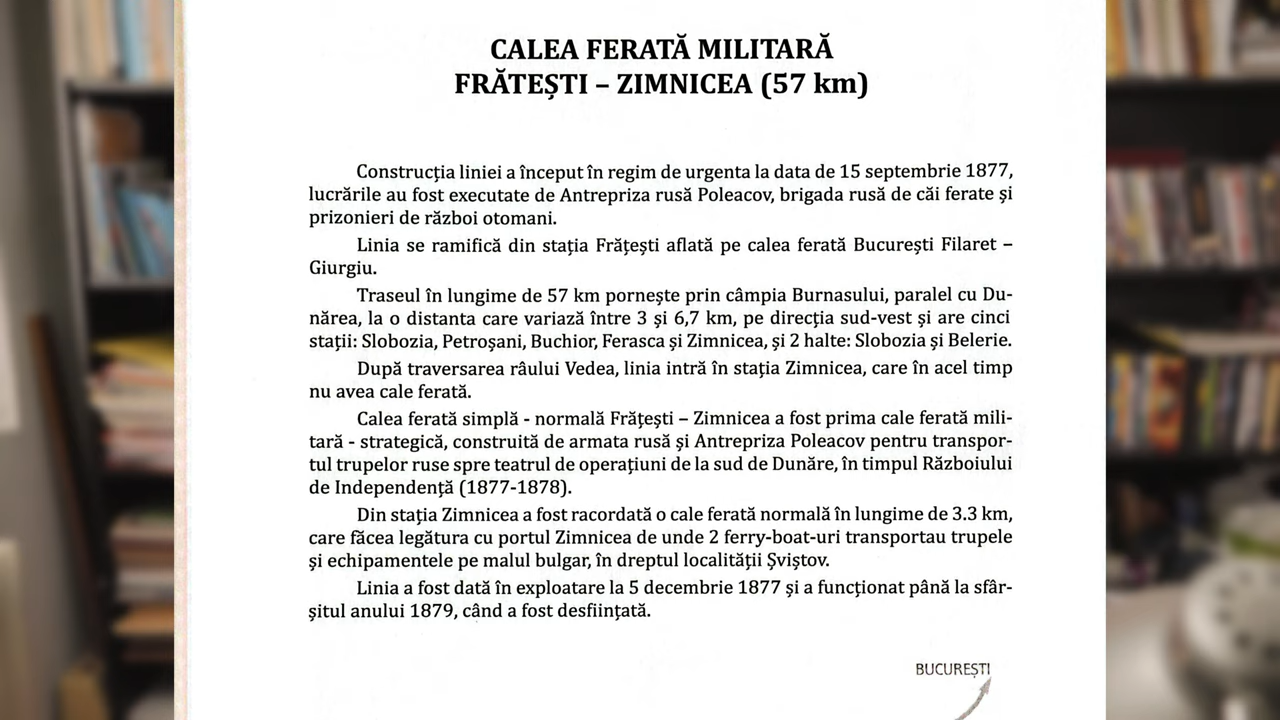 CALEA FERATĂ MILITARĂ
FRĂTEȘTI – ZIMNICEA (57 km)
Construcția liniei a început în regim de urgenta la data de 15 septembrie 1877,
lucrările au fost executate de Antrepriza rusă Poleacov, brigada rusă de căi ferate și
prizonieri de război otomani.
Linia se ramifică din stația Frățești aflată pe calea ferată București Filaret –
Giurgiu.
Traseul în lungime de 57 km pornește prin câmpia Burnasului, paralel cu Du-
nărea, la o distanta care variază între 3 și 6,7 km, pe direcția sud-vest și are cinci
stații: Slobozia, Petroșani, Buchior, Ferasca și Zimnicea, și 2 halte: Slobozia și Belerie.
După traversarea râului Vedea, linia intră în stația Zimnicea, care în acel timp
nu avea cale ferată.
Calea ferată simplă - normală Frățești – Zimnicea a fost prima cale ferată mili-
tară - strategică, construită de armata rusă și Antrepriza Poleacov pentru transpor-
tul trupelor ruse spre teatrul de operațiuni de la sud de Dunăre, în timpul Războiului
de Independență (1877-1878).
Din stația Zimnicea a fost racordată o cale ferată normală în lungime de 3.3 km,
care făcea legătura cu portul Zimnicea de unde 2 ferry-boat-uri transportau trupele
și echipamentele pe malul bulgar, în dreptul localității Șviștov.
Linia a fost dată în exploatare la 5 decembrie 1877 și a funcționat până la sfâr-
șitul anului 1879, când a fost desființată.
BUCUREȘTI